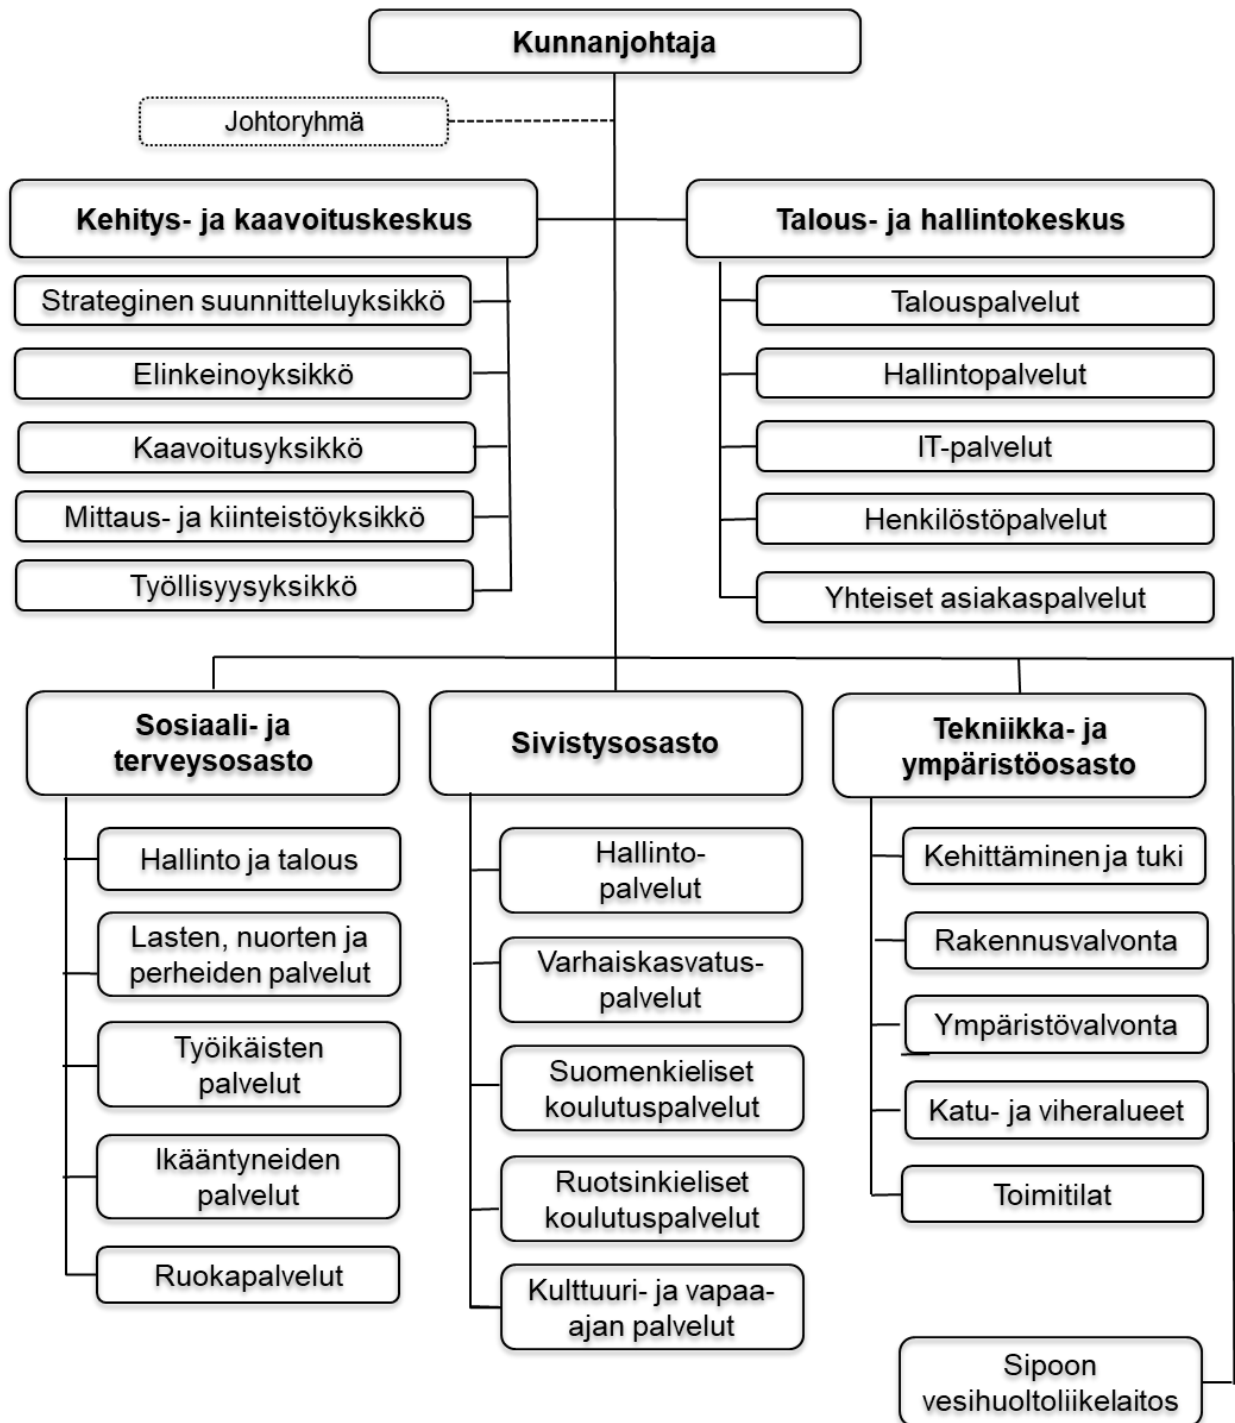 Kunnanjohtaja
Johtoryhmä
Kehitys- ja kaavoituskeskus
Strateginen suunnitteluyksikkö
Elinkeinoyksikkö
Kaavoitusyksikkö
Mittaus- ja kiinteistöyksikkö
Työllisyysyksikkö
Talous- ja hallintokeskus
Talouspalvelut
Hallintopalvelut
IT-palvelut
Henkilöstöpalvelut
Yhteiset asiakaspalvelut
Sosiaali- ja
terveysosasto
Hallinto ja talous
Lasten, nuorten ja
perheiden palvelut
Työikäisten
palvelut
Ikääntyneiden
palvelut
Ruokapalvelut
Sivistysosasto
Hallinto-
palvelut
Varhaiskasvatus-
palvelut
Suomenkieliset
koulutuspalvelut
Ruotsinkieliset
koulutuspalvelut
Kulttuuri- ja vapaa-
ajan palvelut
Tekniikka- ja
ympäristöosasto
Kehittäminen ja tuki
Rakennusvalvonta
Ympäristövalvonta
Katu- ja viheralueet
Toimitilat
Sipoon
vesihuoltoliikelaitos